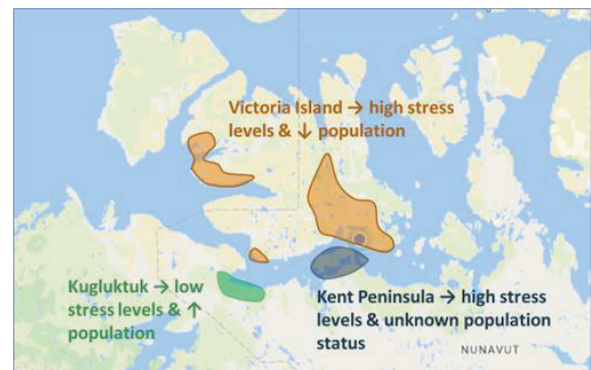 Victoria Island → high stress
levels & ↓ population
Kugluktuk → low
stress levels & ↑
population
Kent Peninsula → high stress
levels & unknown population
status
NUNAVUT